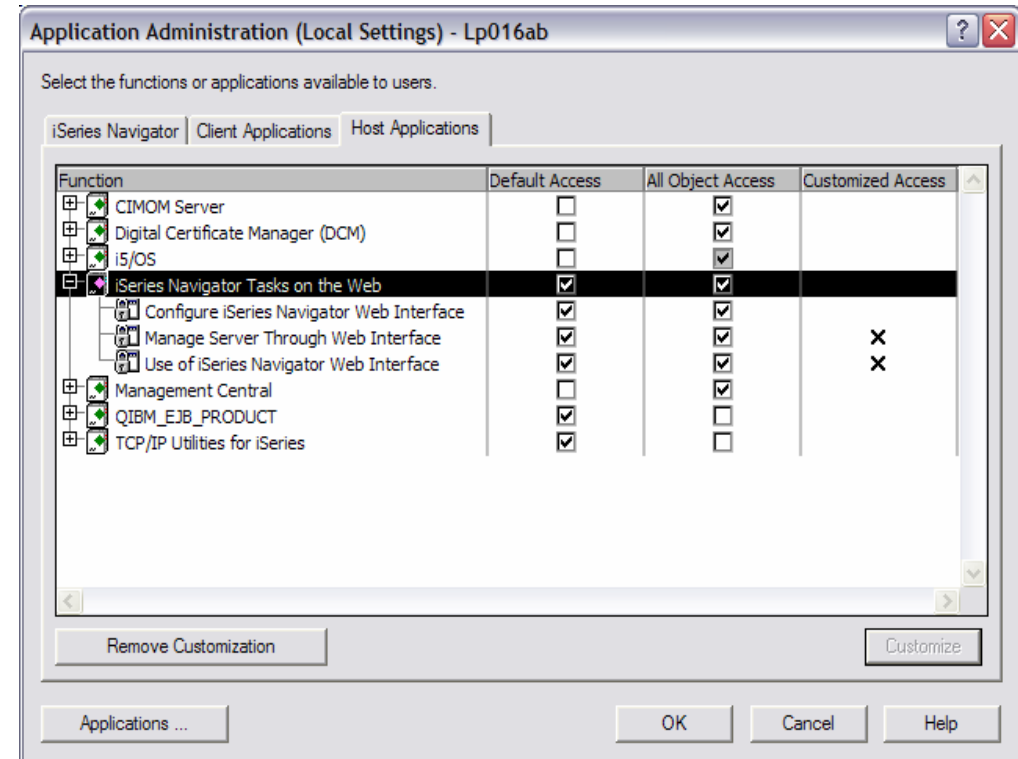 Application Administration (Local Settings) - Lp016ab
Select the functions or applications available to users.
iSeries Navigator Client Applications Host Applications
Function Default Access All Object Access Customized Access
CIMOM Server
Digital Certificate Manager (DCM)
i5/OS
iSeries Navigator Tasks on the Web
Configure iSeries Navigator Web Interface
Manage Server Through Web Interface
Use of iSeries Navigator Web Interface
Management Central
QIBM_EJB_PRODUCT
TCP/IP Utilities for iSeries
Remove Customization Customize
Applications ... OK Cancel Help